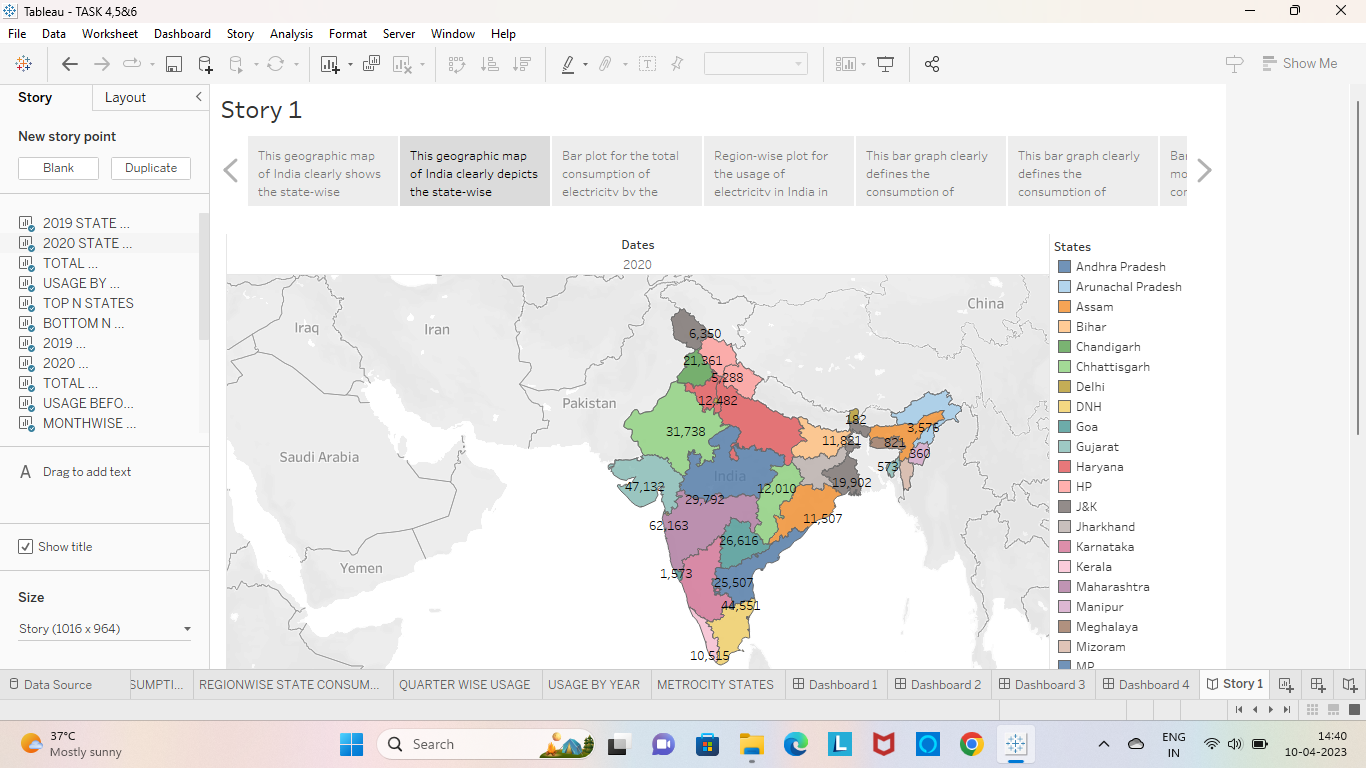 Tableau - TASK 4,5&6
File Data Worksheet Dashboard Story Analysis Format Server Window Help
Show Me
Story Layout
New story point
Blank Duplicate
2019 STATE ...
2020 STATE ...
TOTAL ...
USAGE BY ...
TOP N STATES
BOTTOM N ...
2019 ...
2020 ...
TOTAL ...
USAGE BEFO...
MONTHWISE ...
Drag to add text
Show title
Size
Story (1016 x 964)
Story 1
This geographic map
of India clearly shows
the state-wise
This geographic map
of India clearly depicts
the state-wise
Bar plot for the total
consumption of
electricity by the
Region-wise plot for
the usage of
electricity in India in
This bar graph clearly
defines the
consumption of
This bar graph clearly
defines the
consumption of
Dates
2020
China
Iraq
Iran
Pakistan
Saudi Arabia
Yemen
India
6,350
21,361
5,288
12,482
31,738
182
3,576
11,821
821
360
573
47,132
29,792
12,010
19,902
11,507
62,163
26,616
1,573
25,507
44,551
10,515
States
Andhra Pradesh
Arunachal Pradesh
Assam
Bihar
Chandigarh
Chhattisgarh
Delhi
DNH
Goa
Gujarat
Haryana
HP
J&K
Jharkhand
Karnataka
Kerala
Maharashtra
Manipur
Meghalaya
Mizoram
MP
Data Source SUMPTI... REGIONWISE STATE CONSUM... QUARTER WISE USAGE USAGE BY YEAR METROCITY STATES Dashboard 1 Dashboard 2 Dashboard 3 Dashboard 4 Story 1
37°C
Mostly sunny
Search
ENG
IN
14:40
10-04-2023